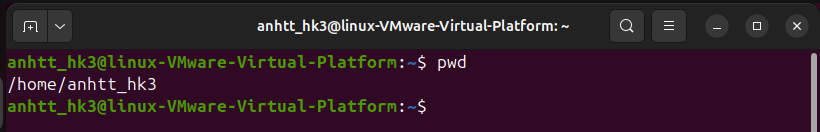 anhtt_hk3@linux-VMware-Virtual-Platform: ~
anhtt_hk3@linux-VMware-Virtual-Platform:~$ pwd
/home/anhtt_hk3
anhtt_hk3@linux-VMware-Virtual-Platform:~$